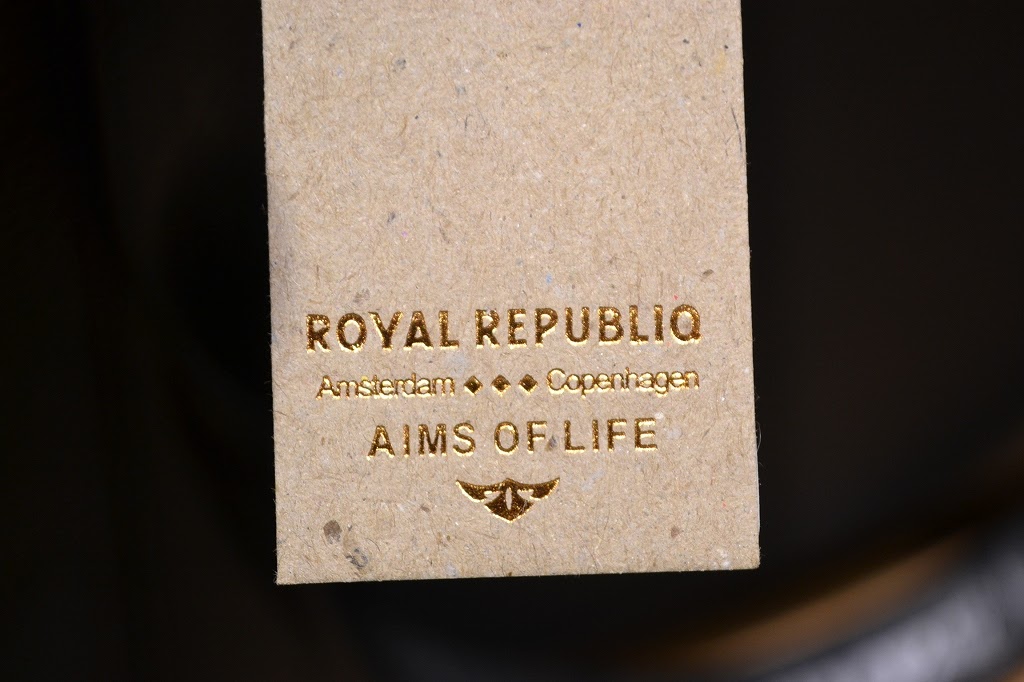 ROYAL REPUBLIQ
Amsterdam ◆ ◆ ◆ Copenhagen
AIMS OF LIFE